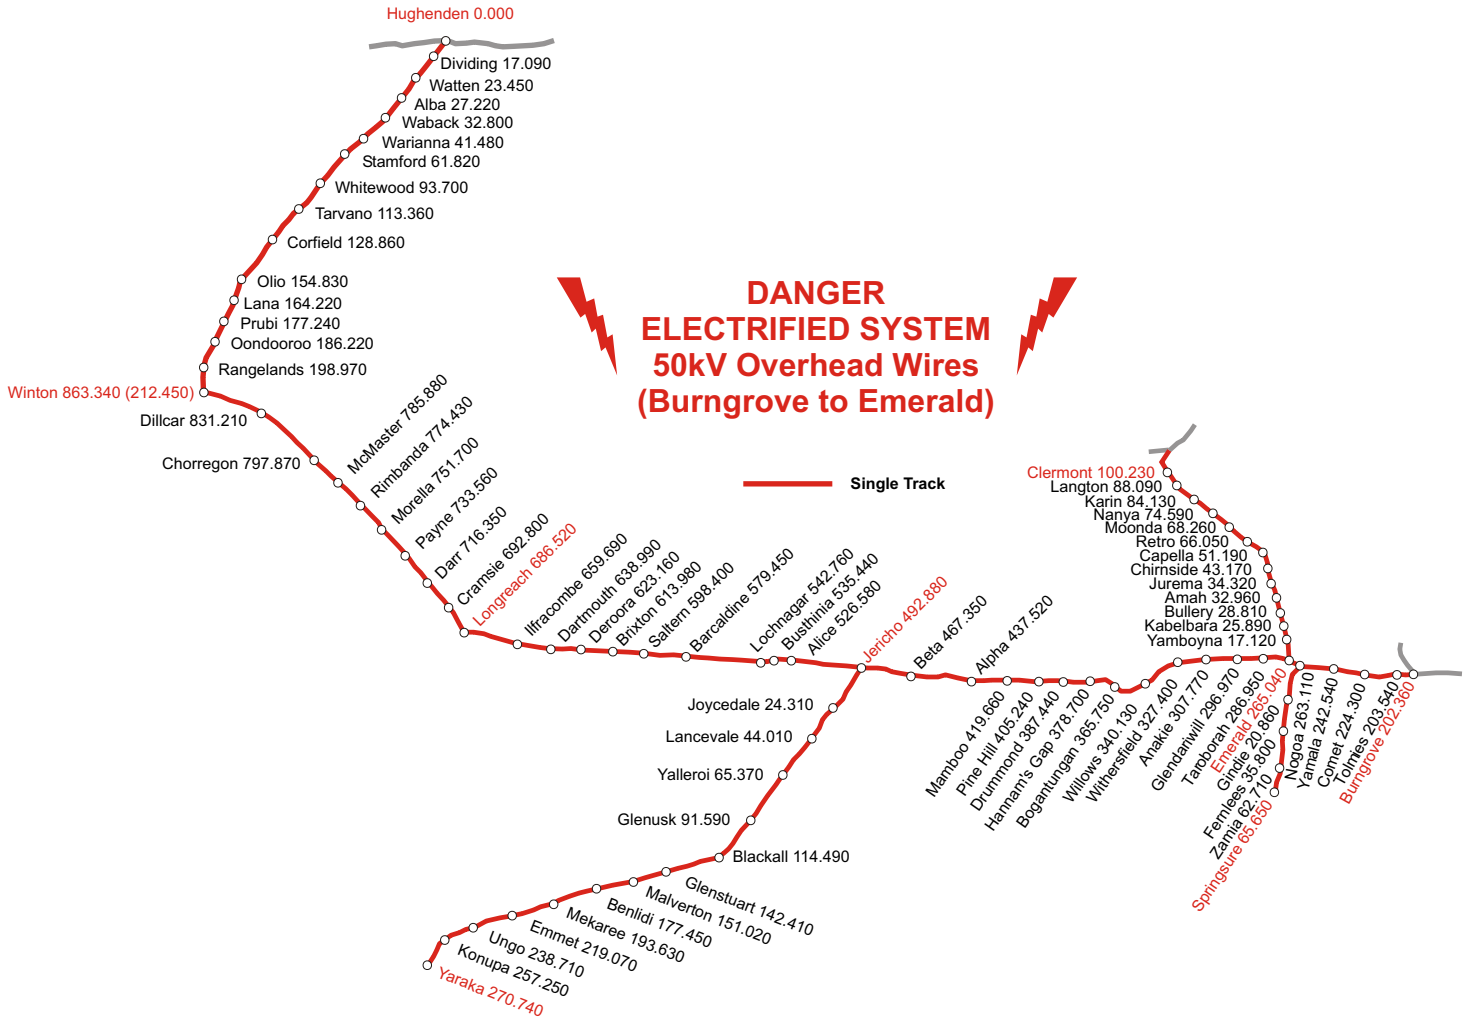 Hughenden 0.000
Dividing 17.090
Watten 23.450
Alba 27.220
Waback 32.800
Warianna 41.480
Stamford 61.820
Whitewood 93.700
Tarvano 113.360
Corfield 128.860
Olio 154.830
Lana 164.220
Prubi 177.240
Oondooroo 186.220
Rangelands 198.970
Winton 863.340 (212.450)
Dillcar 831.210
Chorregon 797.870
McMaster 785.880
Rimbanda 774.430
Morella 751.700
Payne 733.560
Darr 716.350
Cramsie 692.800
Longreach 686.520
Ilfracombe 659.690
Dartmouth 638.990
Deroora 623.160
Brixton 613.980
Saltern 598.400
Barcaldine 579.450
Lochnagar 542.760
Busthinia 535.440
Alice 526.580
Jericho 492.880
Beta 467.350
Alpha 437.520
DANGER
ELECTRIFIED SYSTEM
50kV Overhead Wires
(Burngrove to Emerald)
Single Track
Clermont 100.230
Langton 88.090
Karin 84.130
Nanya 74.590
Moonda 68.260
Retro 66.050
Capella 51.190
Chirnside 43.170
Jurema 34.320
Amah 32.960
Bullery 28.810
Kabelbara 25.890
Yamboyna 17.120
Mamboo 419.660
Pine Hill 405.240
Drummond 387.440
Hannam's Gap 378.700
Bogantungan 365.750
Willows 340.130
Withersfield 327.400
Anakie 307.770
Glendariwill 296.970
Taroborah 286.950
Emerald 265.040
Gindie 20.860
Fernlees 35.800
Zamia 62.710
Springsure 65.650
Nogoa 263.110
Yamala 242.540
Comet 224.300
Tolmies 203.540
Burngrove 202.360
Joycedale 24.310
Lancevale 44.010
Yalleroi 65.370
Glenusk 91.590
Blackall 114.490
Glenstuart 142.410
Malverton 151.020
Benlidi 177.450
Mekaree 193.630
Emmet 219.070
Ungo 238.710
Konupa 257.250
Yaraka 270.740